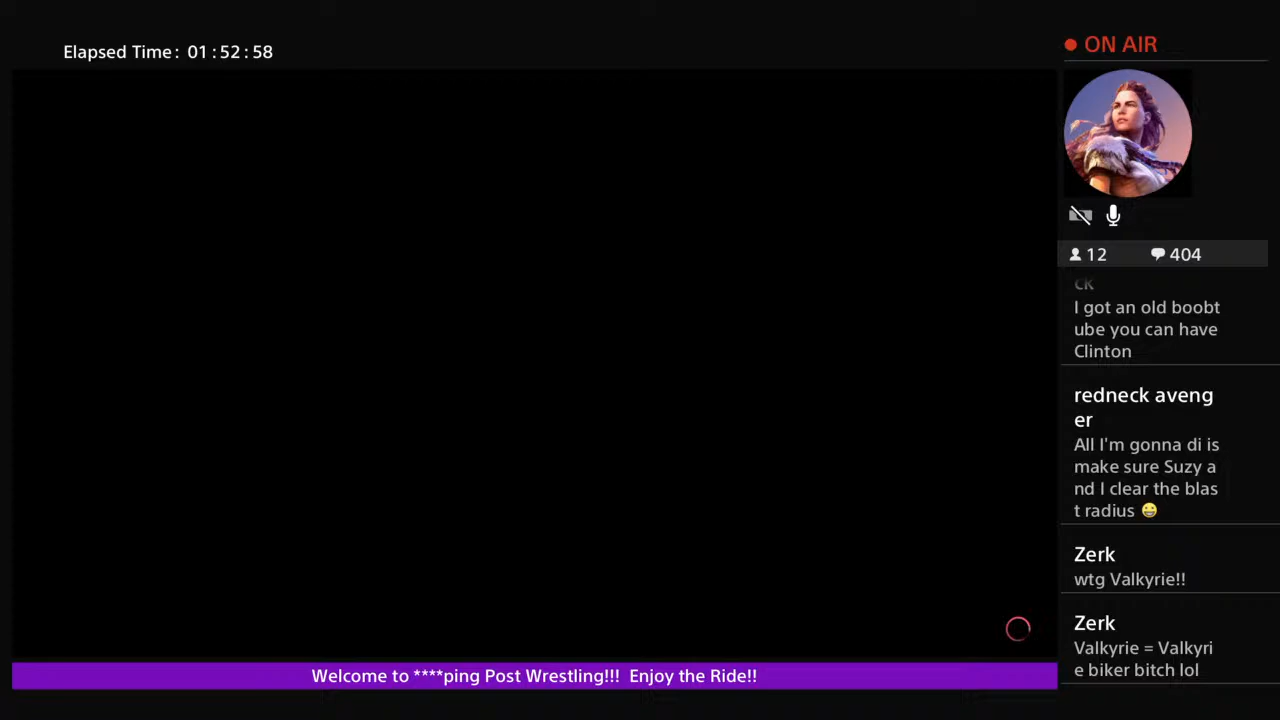 Elapsed Time: 01:52:58
ON AIR
12 404
CK
I got an old boobt
ube you can have
Clinton
redneck aveng
er
All I'm gonna di is
make sure Suzy a
nd I clear the blas
t radius 😀
Zerk
wtg Valkyrie!!
Zerk
Valkyrie = Valkyri
e biker bitch lol
Welcome to ****ping Post Wrestling!!! Enjoy the Ride!!